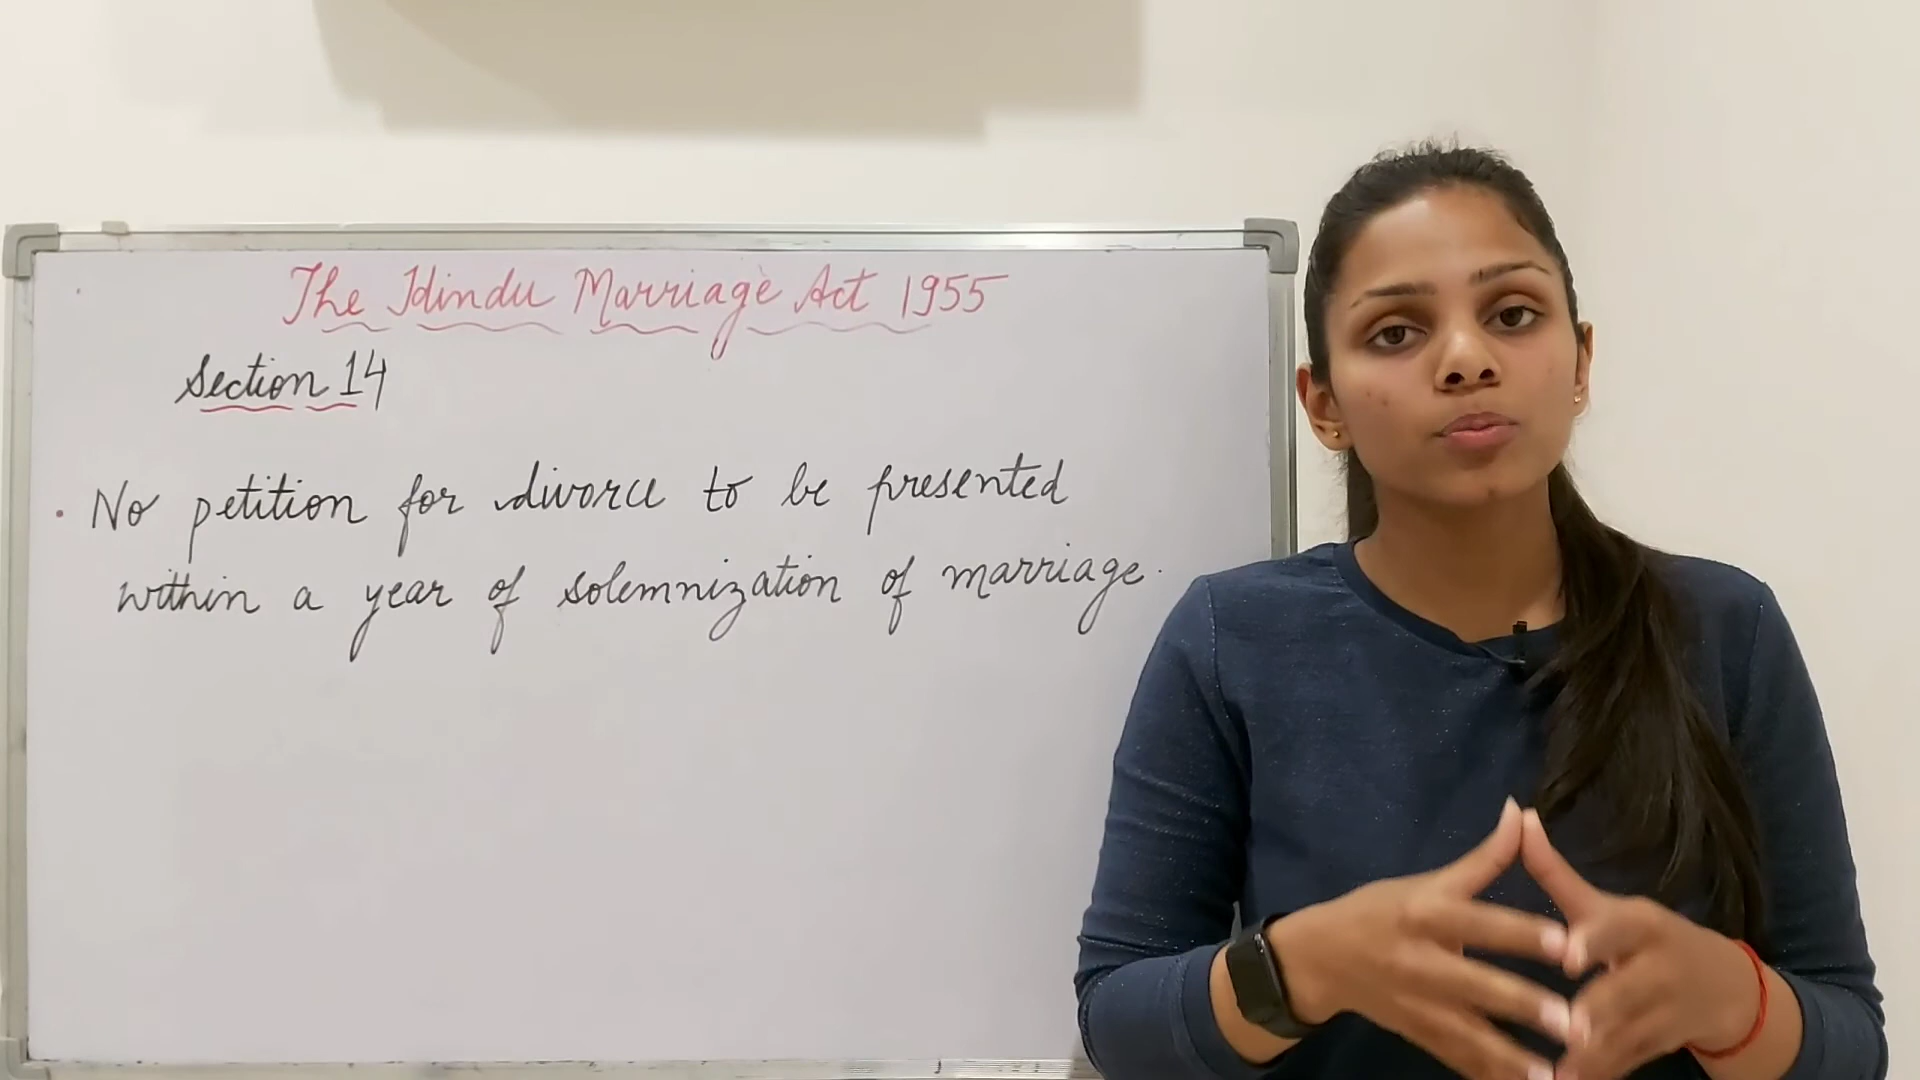 The Hindu Marriage Act 1955
Section 14
• No petition for divorce to be presented
within a year of solemnization of marriage.